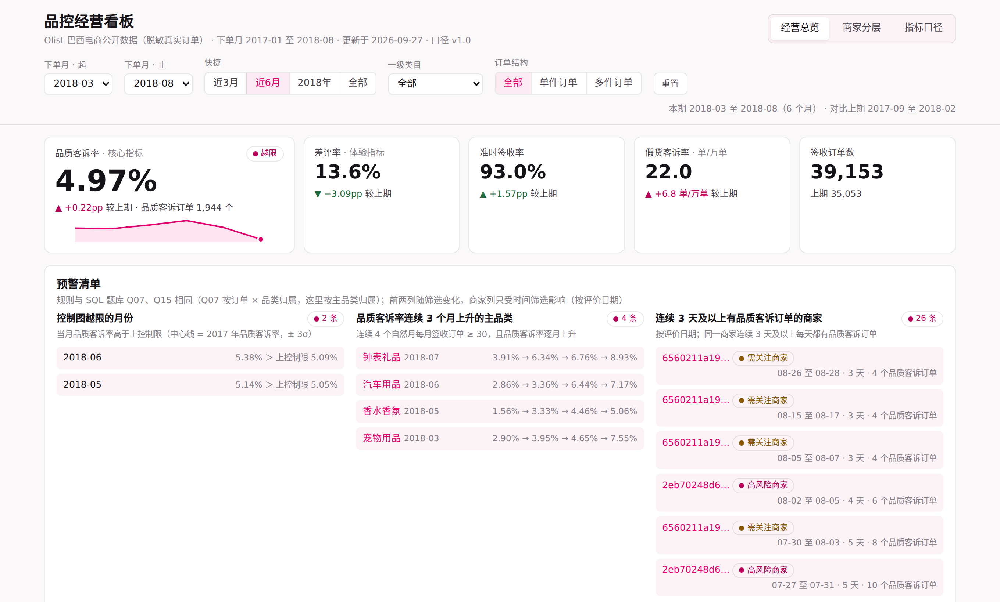 品控经营看板
Olist 巴西电商公开数据（脱敏真实订单） · 下单月 2017-01 至 2018-08 · 更新于 2026-09-27 · 口径 v1.0
经营总览 商家分层 指标口径
下单月 · 起 下单月 · 止 快捷 一级类目 订单结构
2018-03 2018-08 近3月 近6月 2018年 全部 全部 全部 单件订单 多件订单 重置
本期 2018-03 至 2018-08（6 个月） · 对比上期 2017-09 至 2018-02
品质客诉率 · 核心指标 越限
4.97%
▲ +0.22pp 较上期 · 品质客诉订单 1,944 个
差评率 · 体验指标
13.6%
▼ −3.09pp 较上期
准时签收率
93.0%
▲ +1.57pp 较上期
假货客诉率 · 单/万单
22.0
▲ +6.8 单/万单 较上期
签收订单数
39,153
上期 35,053
预警清单
规则与 SQL 题库 Q07、Q15 相同（Q07 按订单 × 品类归属，这里按主品类归属）；前两列随筛选变化，商家列只受时间筛选影响（按评价日期）
控制图越限的月份 2 条
当月品质客诉率高于上控制限（中心线 = 2017 年品质客诉率，± 3σ）
2018-06 5.38% ＞ 上控制限 5.09%
2018-05 5.14% ＞ 上控制限 5.05%
品质客诉率连续 3 个月上升的主品类 4 条
连续 4 个自然月每月签收订单 ≥ 30，且品质客诉率逐月上升
钟表礼品 2018-07 3.91% → 6.34% → 6.76% → 8.93%
汽车用品 2018-06 2.86% → 3.36% → 6.44% → 7.17%
香水香氛 2018-05 1.56% → 3.33% → 4.46% → 5.06%
宠物用品 2018-03 2.90% → 3.95% → 4.65% → 7.55%
连续 3 天及以上有品质客诉订单的商家 26 条
按评价日期；同一商家连续 3 天及以上每天都有品质客诉订单
6560211a19… 需关注商家
08-26 至 08-28 · 3 天 · 4 个品质客诉订单
6560211a19… 需关注商家
08-15 至 08-17 · 3 天 · 4 个品质客诉订单
6560211a19… 需关注商家
08-05 至 08-07 · 3 天 · 4 个品质客诉订单
2eb70248d6… 高风险商家
08-02 至 08-05 · 4 天 · 6 个品质客诉订单
6560211a19… 需关注商家
07-30 至 08-03 · 5 天 · 8 个品质客诉订单
2eb70248d6… 高风险商家
07-27 至 07-31 · 5 天 · 10 个品质客诉订单